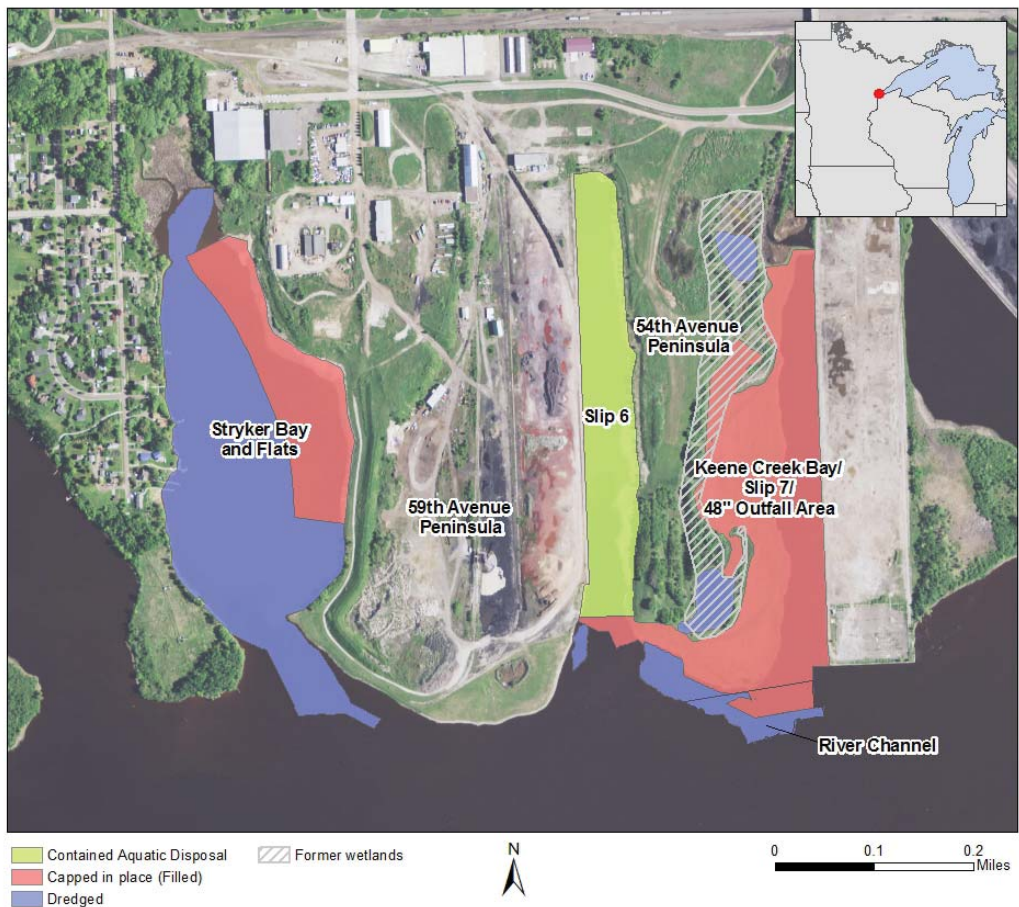 54th Avenue
Peninsula
Stryker Bay
and Flats
Slip 6
Keene Creek Bay/
Slip 7/
48" Outfall Area
59th Avenue
Peninsula
River Channel
Contained Aquatic Disposal
Capped in place (Filled)
Dredged
Former wetlands
N
0 0.1 0.2
Miles